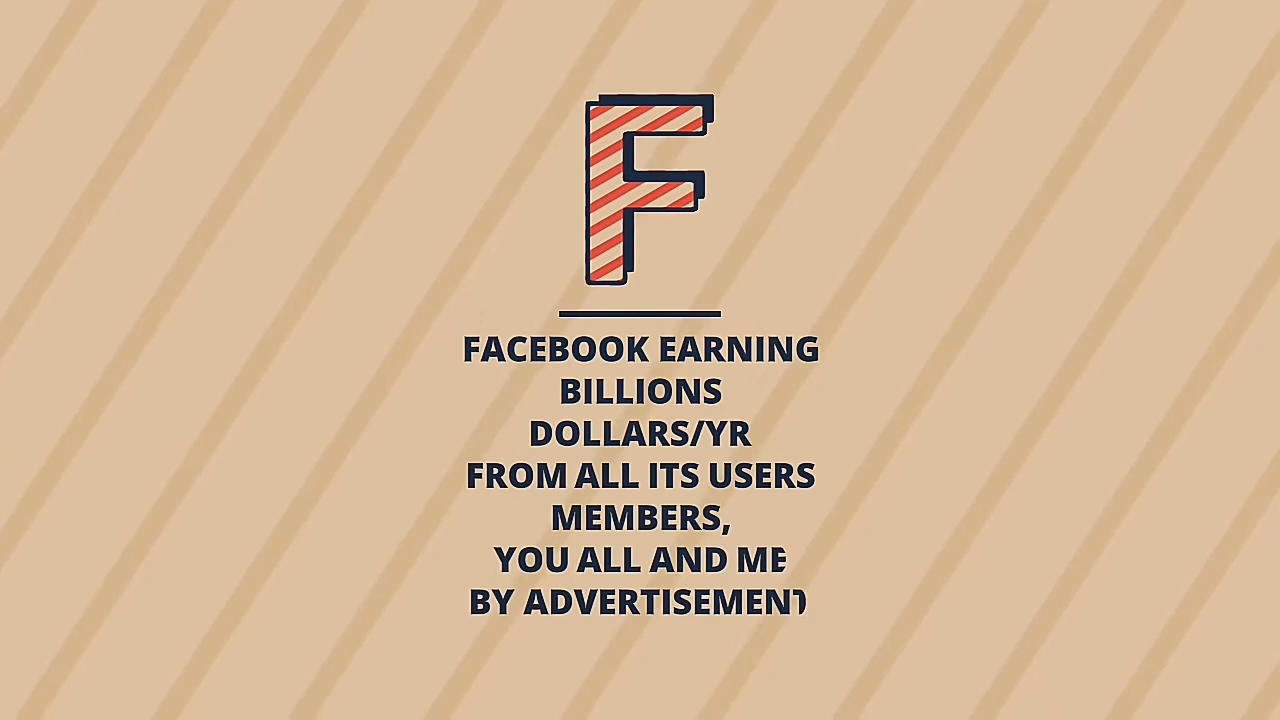 F
FACEBOOK EARNING
BILLIONS
DOLLARS/YR
FROM ALL ITS USERS
MEMBERS,
YOU ALL AND ME
BY ADVERTISEMENT